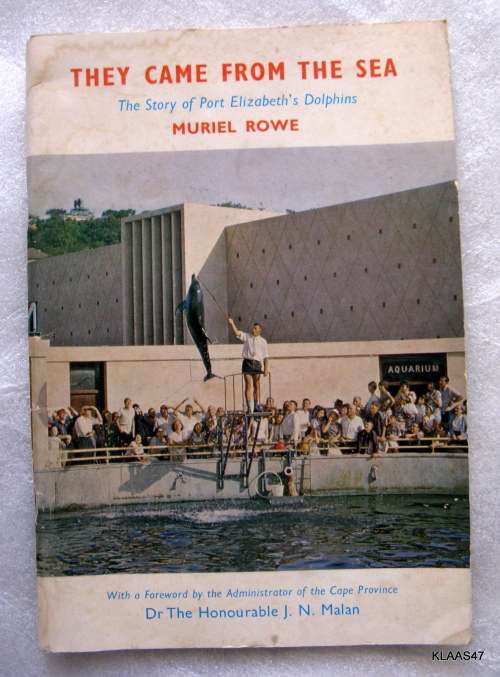 THEY CAME FROM THE SEA
The Story of Port Elizabeth's Dolphins
MURIEL ROWE
AQUARIUM
With a Foreword by the Administrator of the Cape Province
Dr The Honourable J. N. Malan
KLAAS47